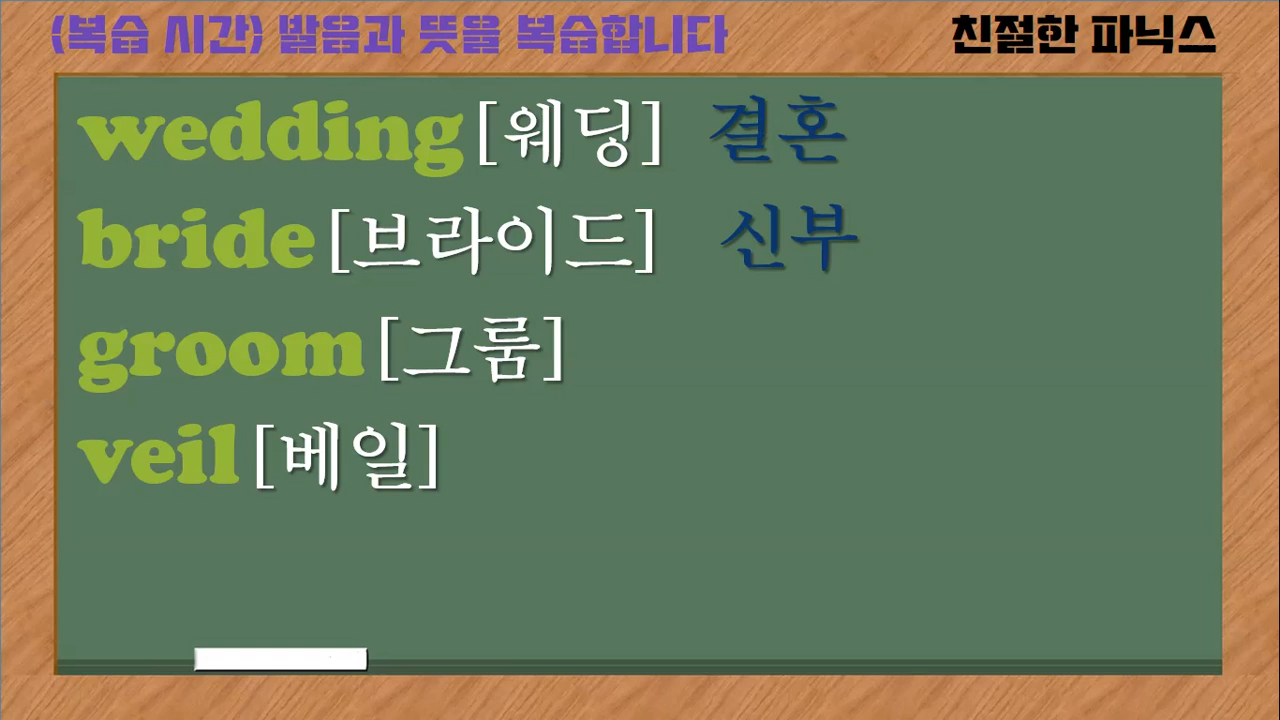 (복습 시간) 발음과 뜻을 복습합니다 친절한 파닉스
wedding [웨딩] 결혼
bride [브라이드] 신부
groom [그룸]
veil [베일]